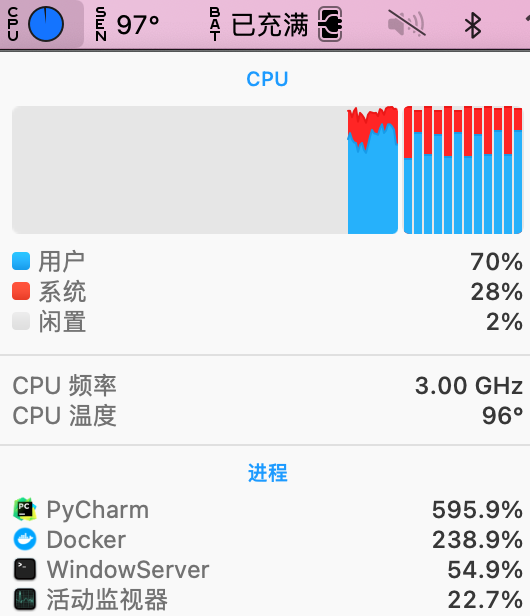 CPU SEN 97° BAT 已充满
CPU
用户 70%
系统 28%
闲置 2%
CPU 频率 3.00 GHz
CPU 温度 96°
进程
PyCharm 595.9%
Docker 238.9%
WindowServer 54.9%
活动监视器 22.7%